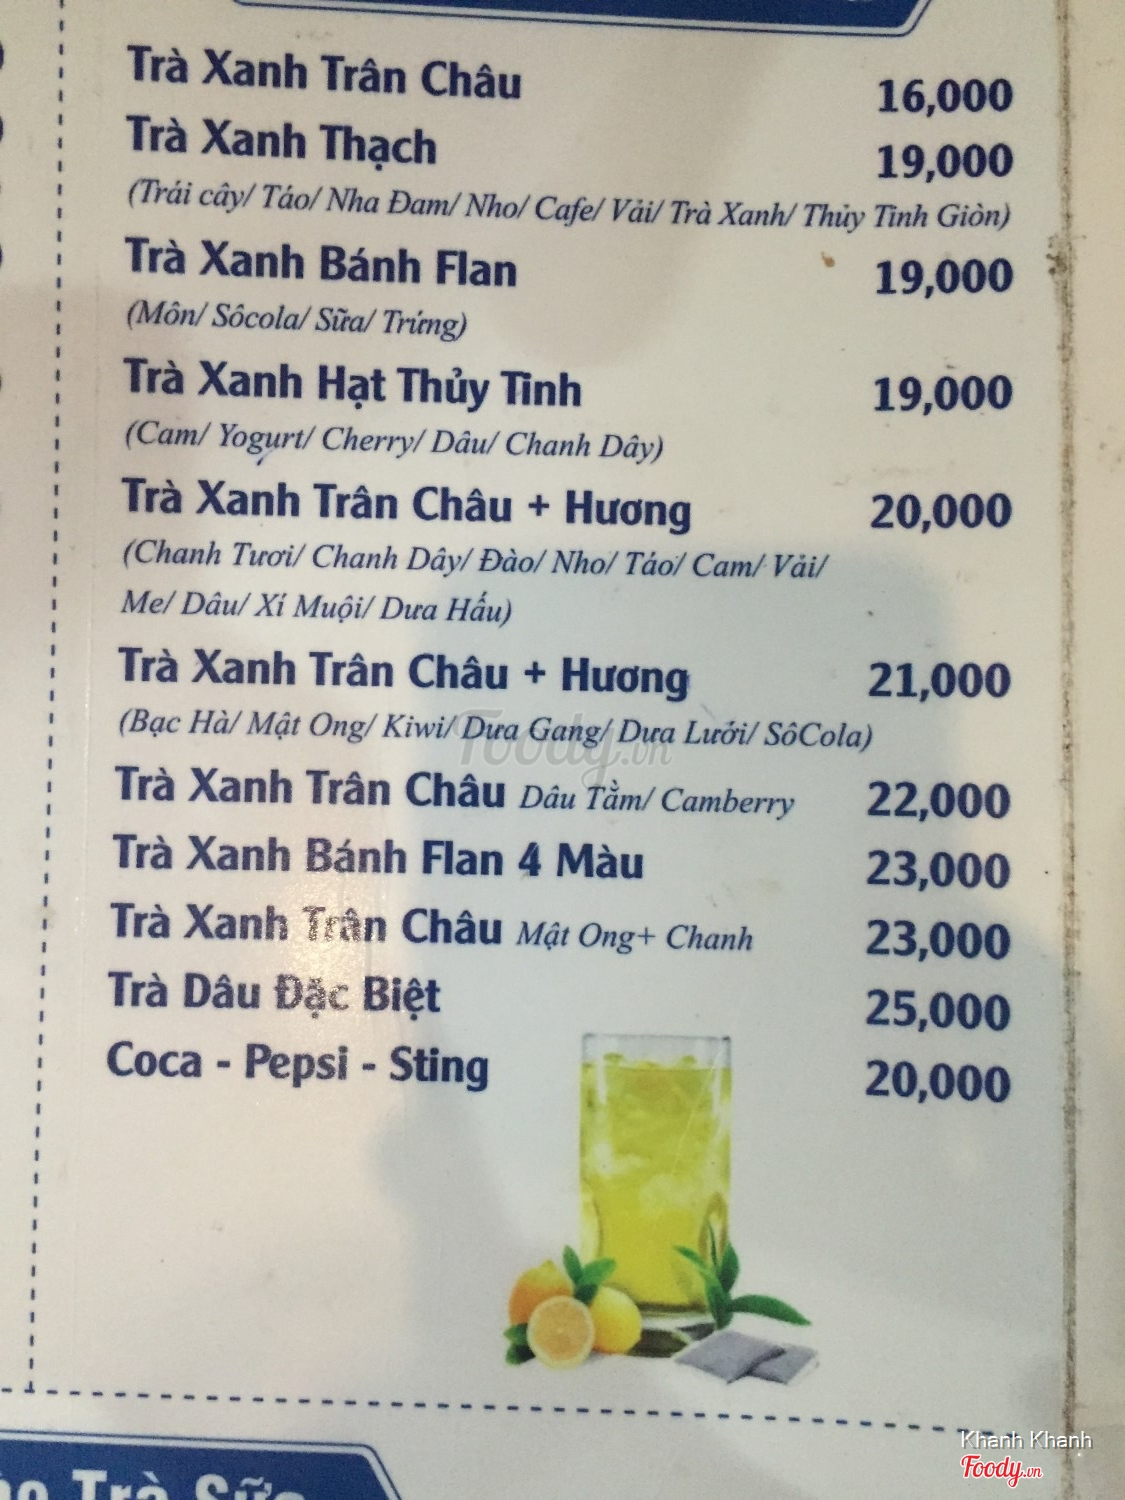 Trà Xanh Trân Châu 16,000
Trà Xanh Thạch 19,000
(Trái cây/ Táo/ Nha Đam/ Nho/ Cafe/ Vải/ Trà Xanh/ Thủy Tinh Giòn)
Trà Xanh Bánh Flan 19,000
(Môn/ Sôcola/ Sữa/ Trứng)
Trà Xanh Hạt Thủy Tinh 19,000
(Cam/ Yogurt/ Cherry/ Dâu/ Chanh Dây)
Trà Xanh Trân Châu + Hương 20,000
(Chanh Tươi/ Chanh Dây/ Đào/ Nho/ Táo/ Cam/ Vải/
Me/ Dâu/ Xí Muội/ Dưa Hấu)
Trà Xanh Trân Châu + Hương 21,000
(Bạc Hà/ Mật Ong/ Kiwi/ Dưa Gang/ Dưa Lưới/ SôCola)
Foody.vn
Trà Xanh Trân Châu Dâu Tằm/ Camberry 22,000
Trà Xanh Bánh Flan 4 Màu 23,000
Trà Xanh Trân Châu Mật Ong+ Chanh 23,000
Trà Dâu Đặc Biệt 25,000
Coca - Pepsi - Sting 20,000
Khanh Khanh
Foody.vn
Trà Sữa